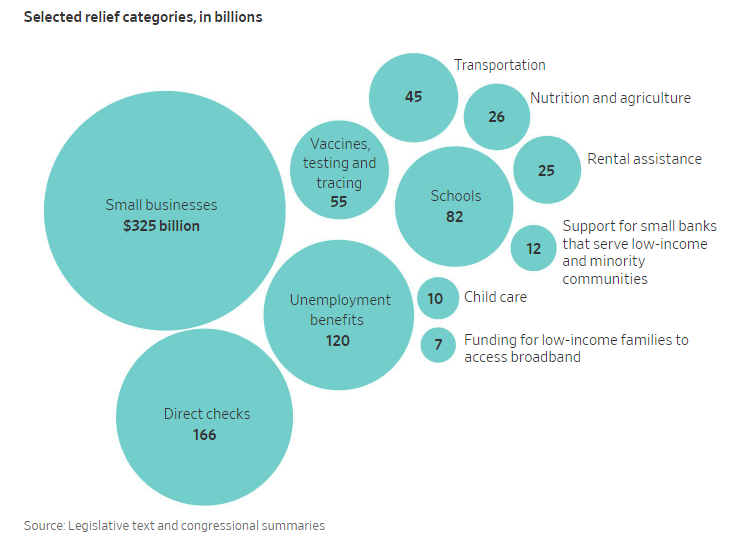 Selected relief categories, in billions
Transportation
45
Nutrition and agriculture
26
Vaccines,
testing and
tracing
55
Rental assistance
25
Schools
82
Small businesses
$325 billion
Support for small banks
that serve low-income
and minority
communities
12
Unemployment
benefits
120
10
Child care
7
Funding for low-income families to
access broadband
Direct checks
166
Source: Legislative text and congressional summaries